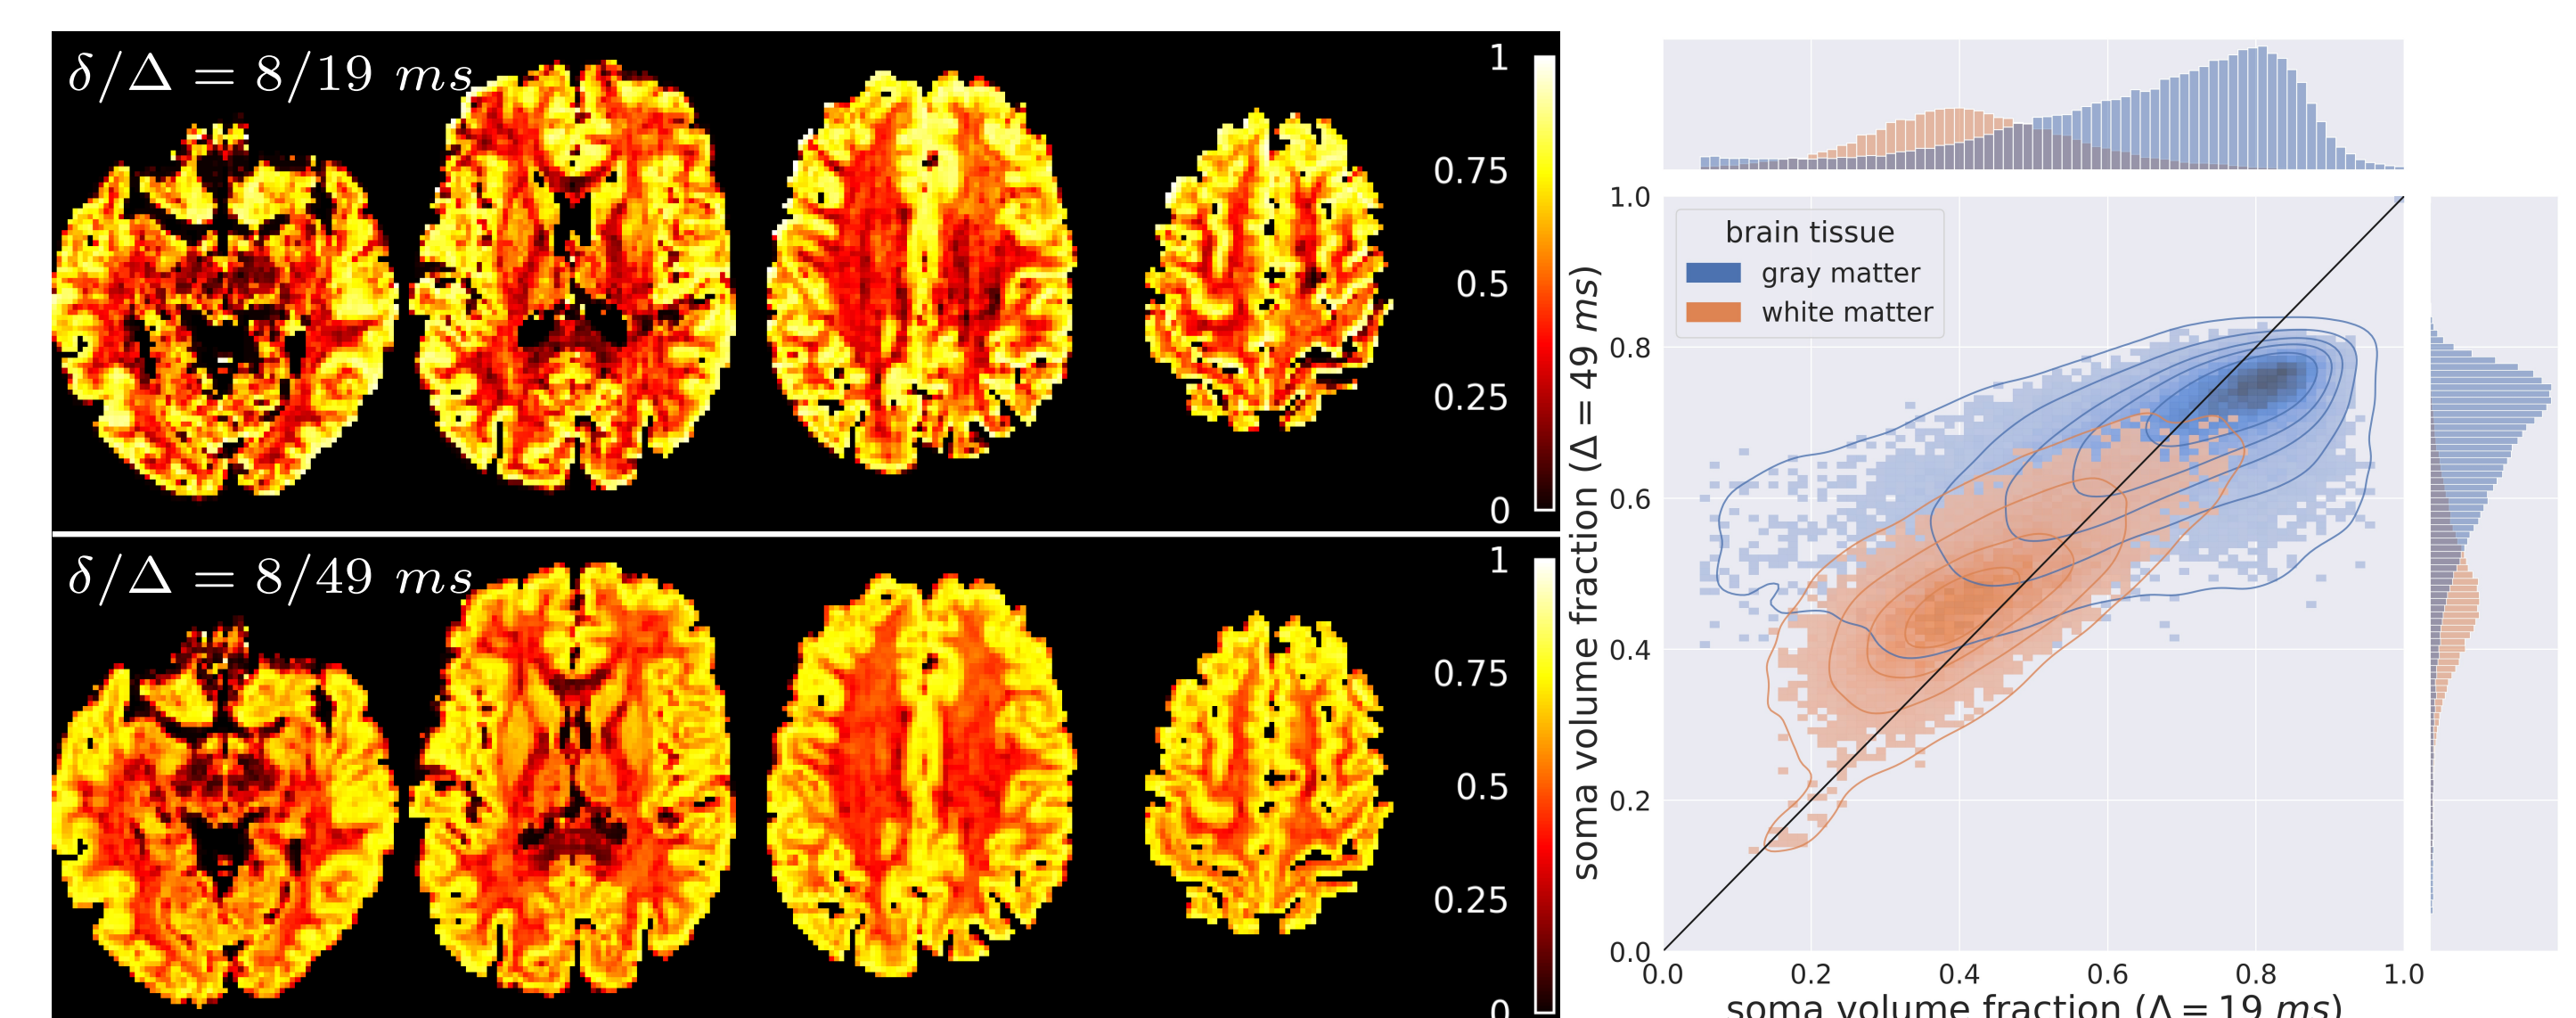 δ/Δ = 8/19 ms
1
0.75
0.5
0.25
0
δ/Δ = 8/49 ms
1
0.75
0.5
0.25
0
soma volume fraction (Δ = 49 ms)
1.0
0.8
0.6
0.4
0.2
0.0
brain tissue
gray matter
white matter
0.0 0.2 0.4 0.6 0.8 1.0
soma volume fraction (Δ = 19 ms)